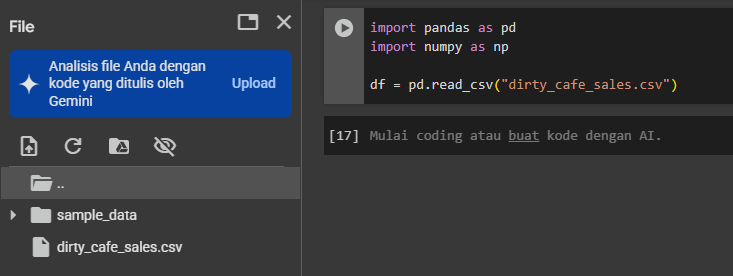 File
Analisis file Anda dengan
kode yang ditulis oleh
Gemini
Upload
..
sample_data
dirty_cafe_sales.csv
import pandas as pd
import numpy as np
df = pd.read_csv("dirty_cafe_sales.csv")
[17] Mulai coding atau buat kode dengan AI.